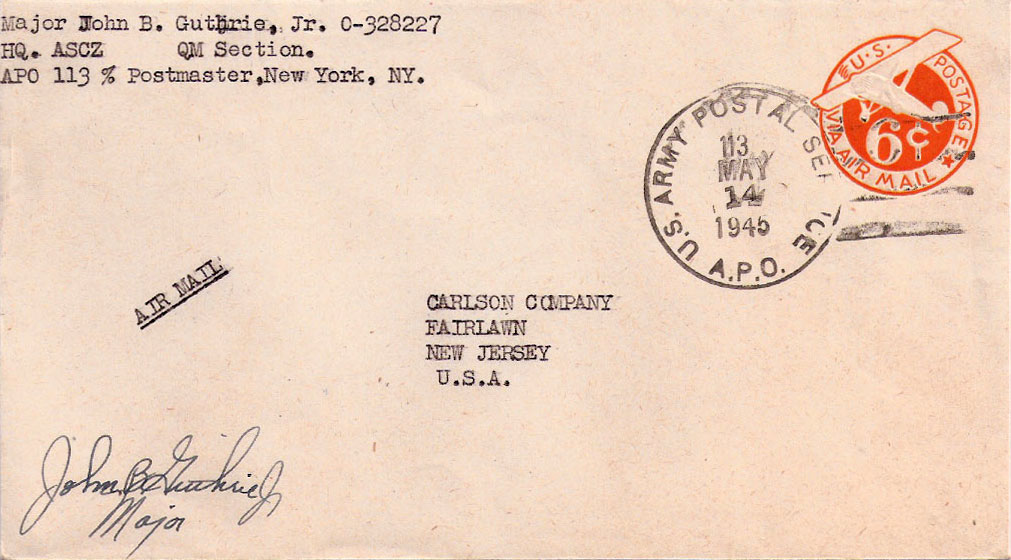 Major John B. Guthrie, Jr. O-328227
HQ. ASCZ QM Section.
APO 113 % Postmaster, New York, NY.
U.S. POSTAGE
VIA AIR MAIL
6¢
U.S. ARMY POSTAL SERVICE
113
MAY
14
1945
A.P.O.
AIR MAIL
CARLSON COMPANY
FAIRLAWN
NEW JERSEY
U.S.A.
John B Guthrie Jr
Major